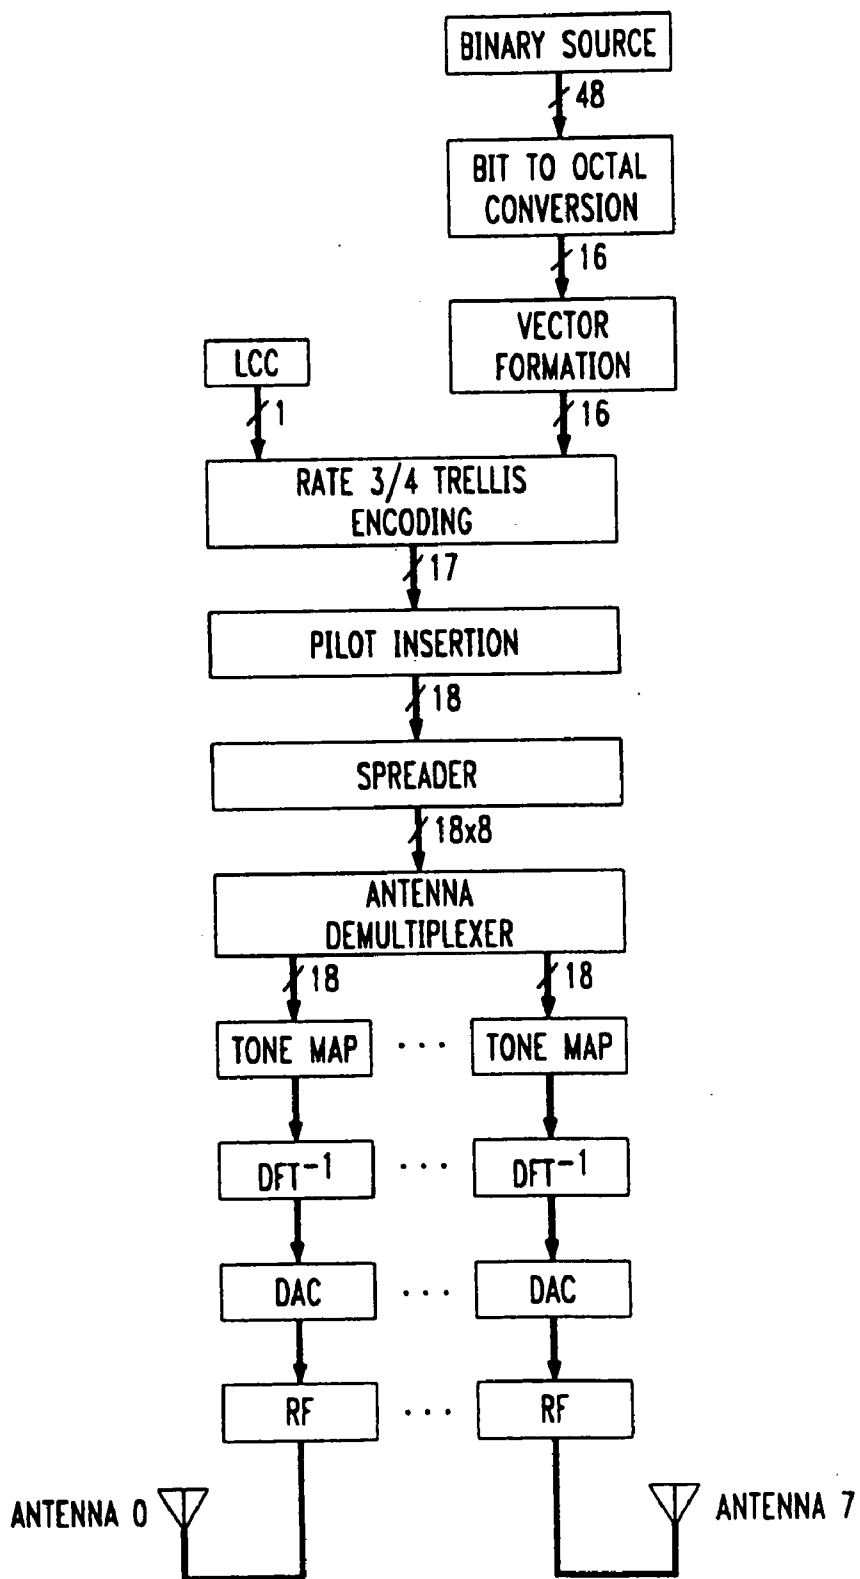 BINARY SOURCE
48
BIT TO OCTAL
CONVERSION
16
VECTOR
FORMATION
LCC
1
16
RATE 3/4 TRELLIS
ENCODING
17
PILOT INSERTION
18
SPREADER
18x8
ANTENNA
DEMULTIPLEXER
18
18
TONE MAP ... TONE MAP
DFT⁻¹ ... DFT⁻¹
DAC ... DAC
RF ... RF
ANTENNA 0
ANTENNA 7